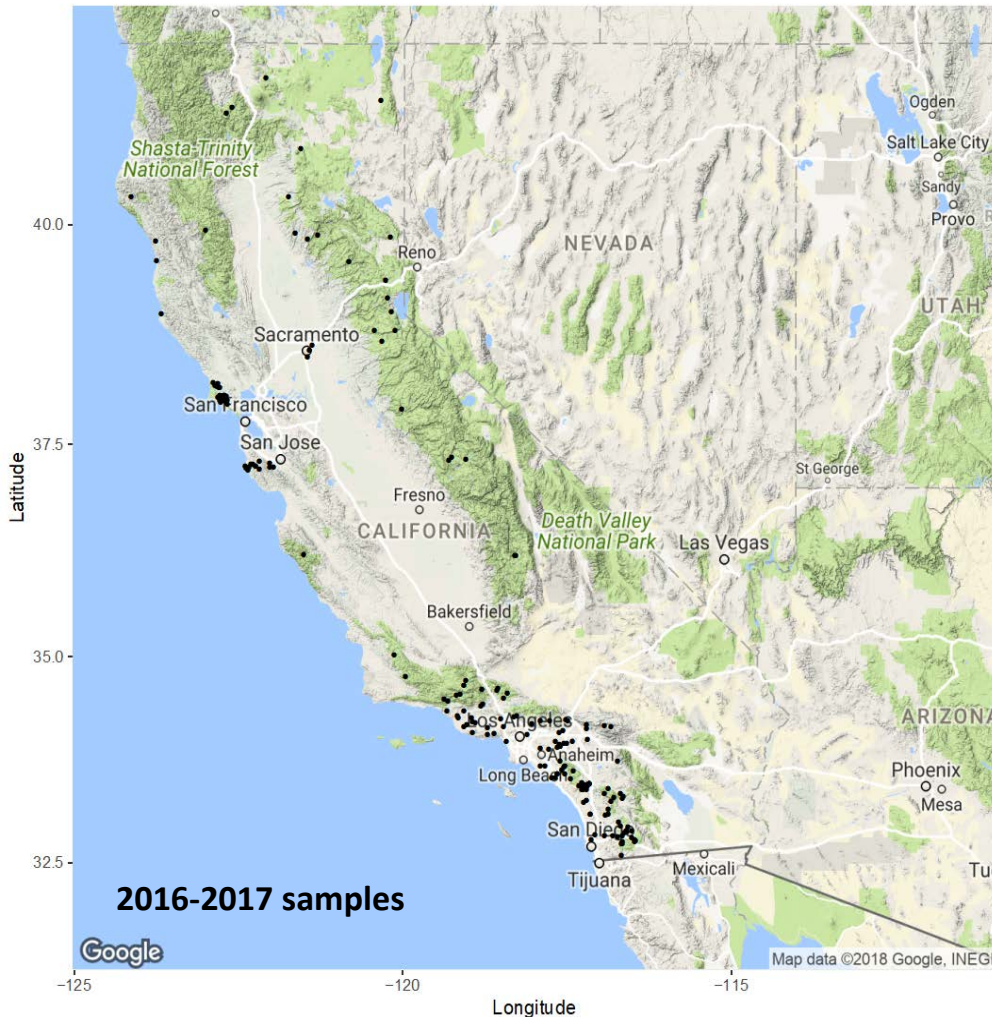 Ogden
Salt Lake City
Shasta-Trinity
National Forest
Sandy
Provo
40.0
Reno
NEVADA
UTAH
Sacramento
San Francisco
37.5
San Jose
St George
Latitude
Fresno
CALIFORNIA
Death Valley
National Park
Las Vegas
Bakersfield
35.0
Los Angeles
ARIZONA
Anaheim
Long Beach
Phoenix
Mesa
San Diego
32.5
Mexicali
Tijuana
Tu
2016-2017 samples
Google
Map data ©2018 Google, INEGI
−125
−120
−115
Longitude